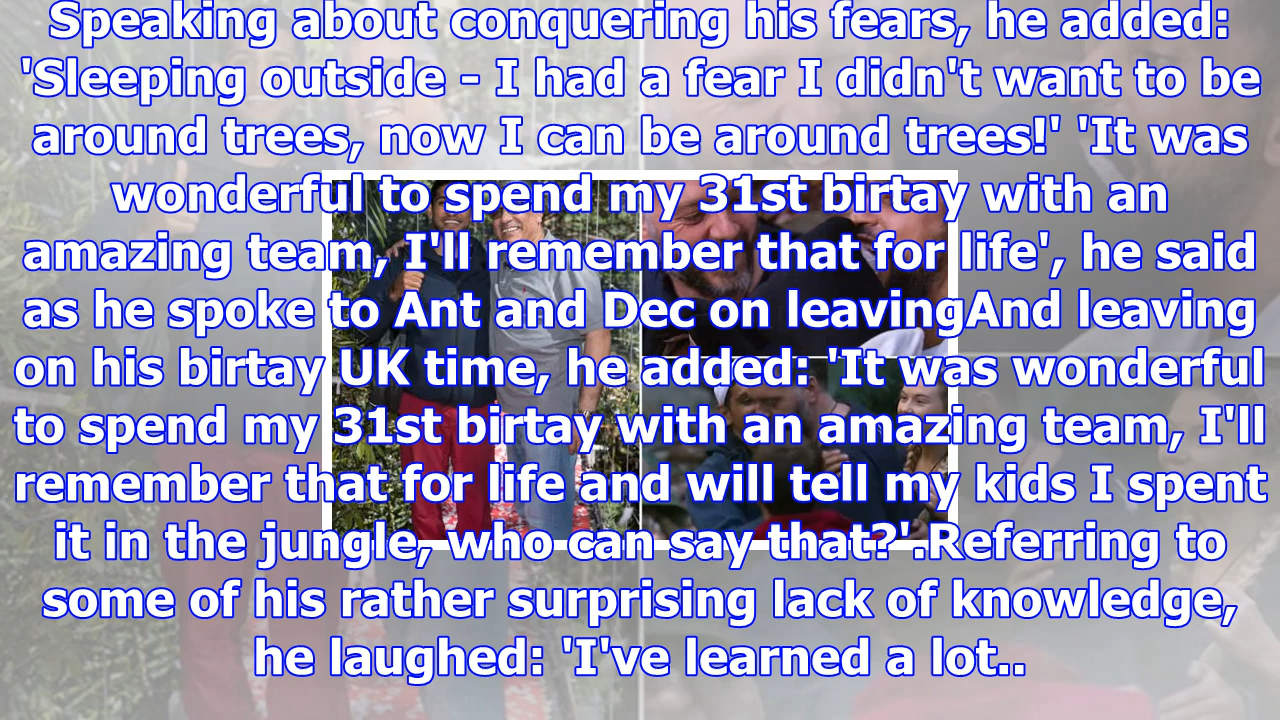 Speaking about conquering his fears, he added:
'Sleeping outside - I had a fear I didn't want to be
around trees, now I can be around trees!' 'It was
wonderful to spend my 31st birtay with an
amazing team, I'll remember that for life', he said
as he spoke to Ant and Dec on leavingAnd leaving
on his birtay UK time, he added: 'It was wonderful
to spend my 31st birtay with an amazing team, I'll
remember that for life and will tell my kids I spent
it in the jungle, who can say that?'.Referring to
some of his rather surprising lack of knowledge,
he laughed: 'I've learned a lot..